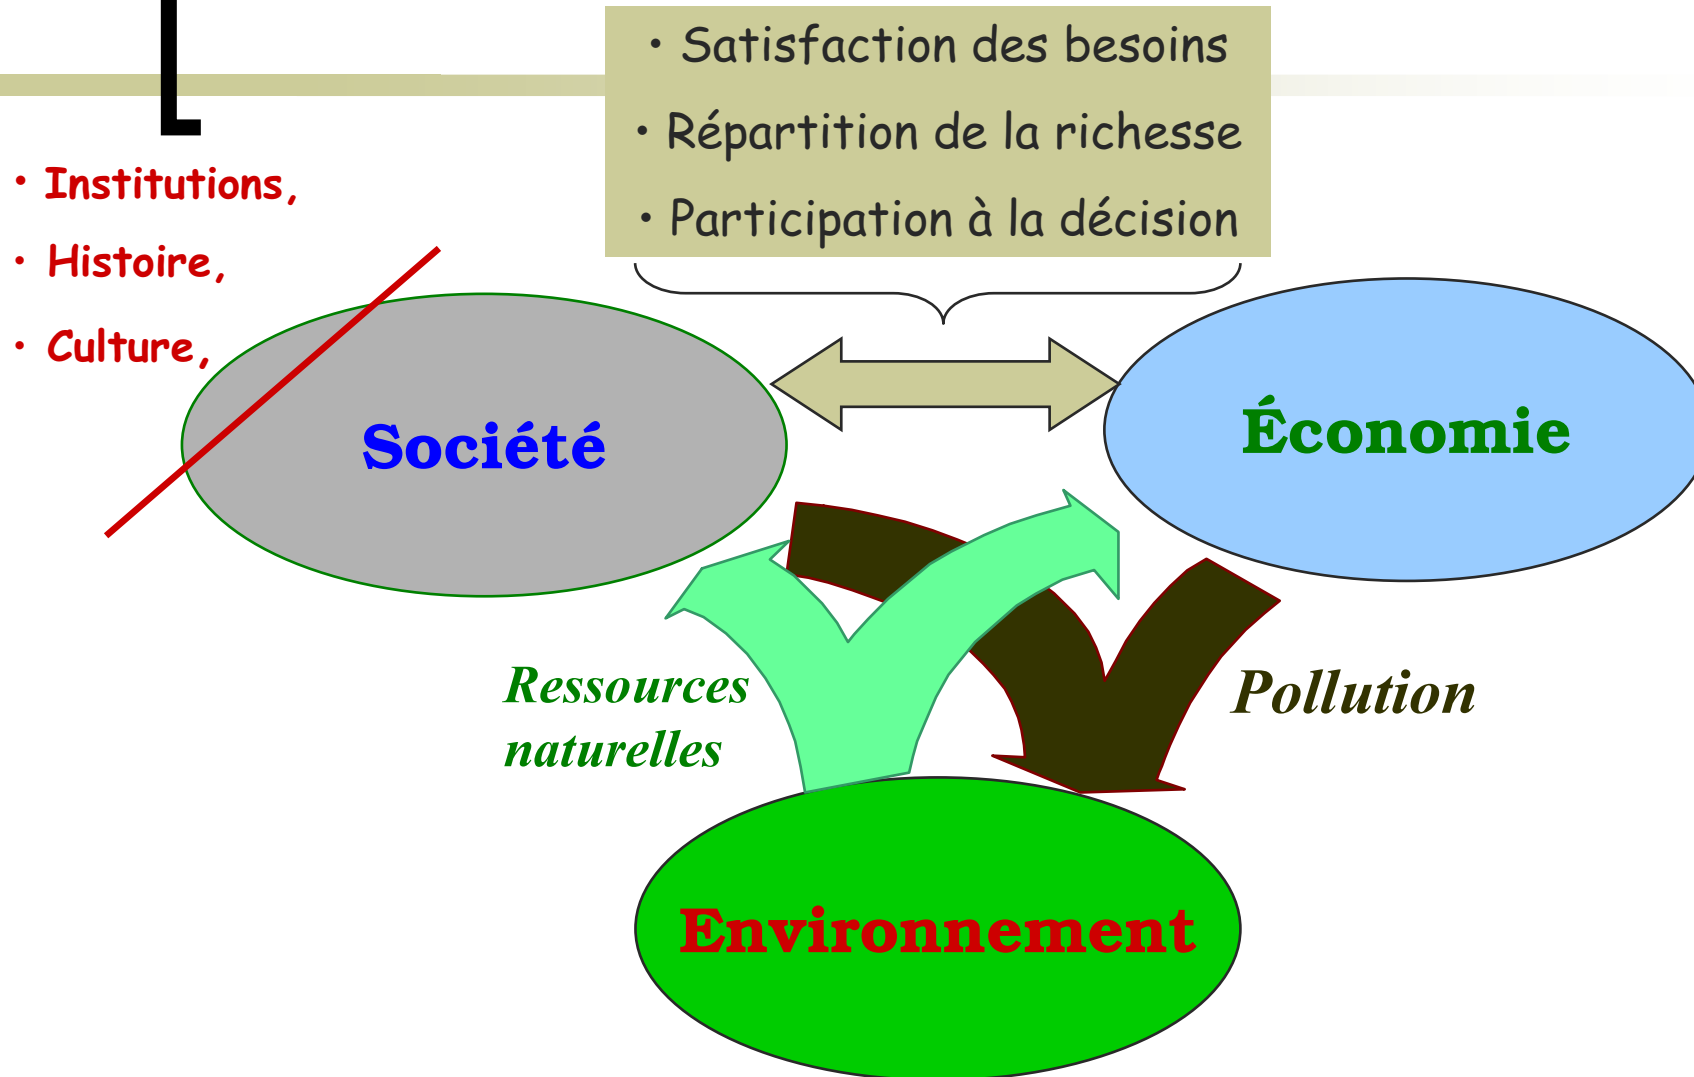 • Satisfaction des besoins
• Répartition de la richesse
• Participation à la décision
• Institutions,
• Histoire,
• Culture,
Société
Économie
Ressources
naturelles
Pollution
Environnement